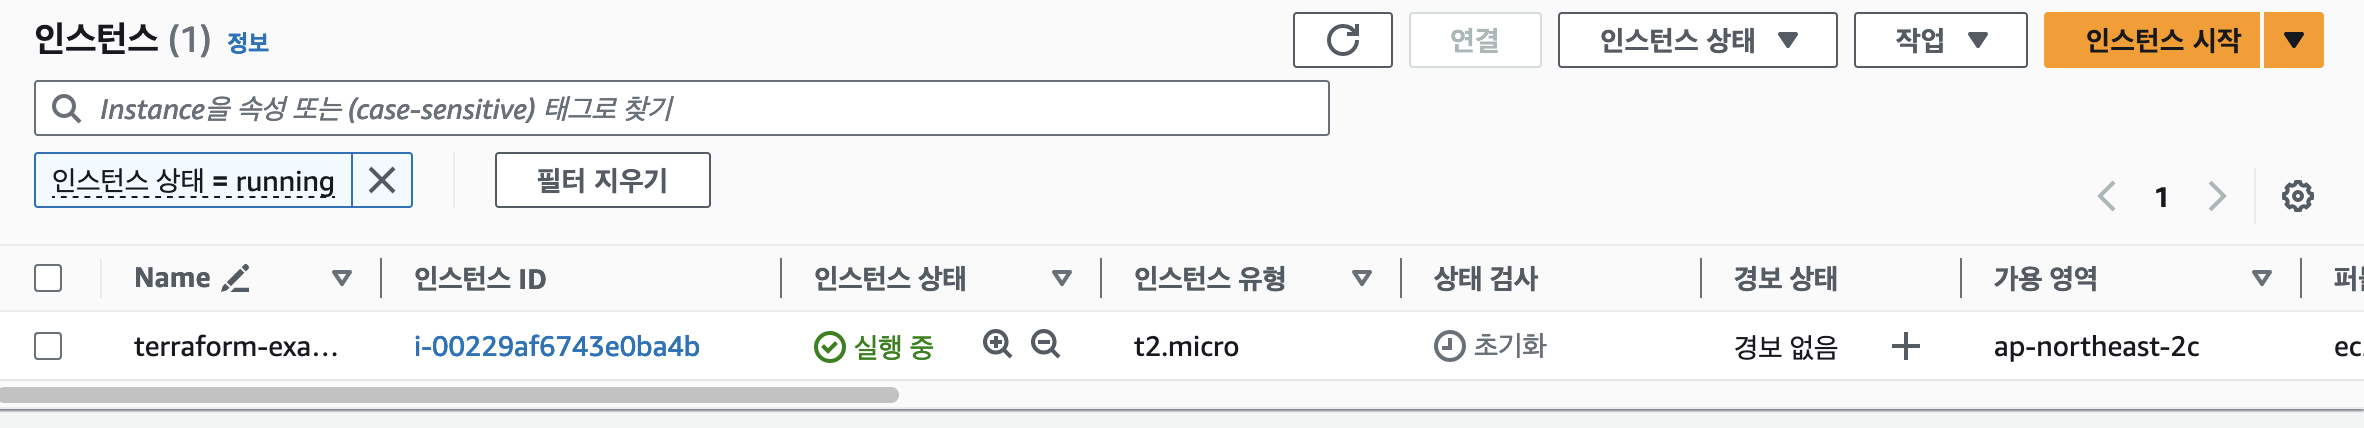 인스턴스 (1) 정보
연결 인스턴스 상태 작업 인스턴스 시작
Instance을 속성 또는 (case-sensitive) 태그로 찾기
인스턴스 상태 = running 필터 지우기
1
Name 인스턴스 ID 인스턴스 상태 인스턴스 유형 상태 검사 경보 상태 가용 영역
terraform-exa... i-00229af6743e0ba4b 실행 중 t2.micro 초기화 경보 없음 ap-northeast-2c ec